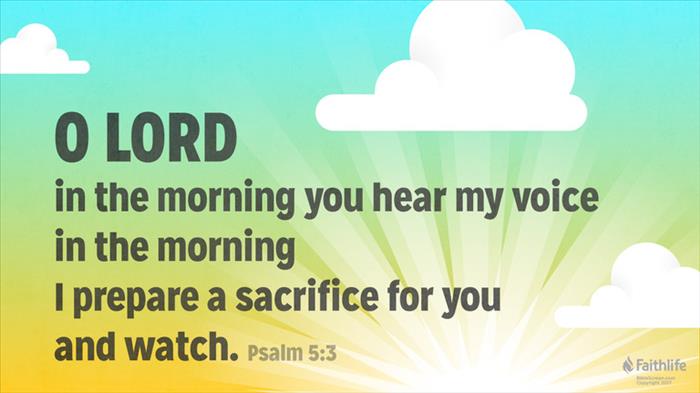 O LORD
in the morning you hear my voice
in the morning
I prepare a sacrifice for you
and watch. Psalm 5:3
Faithlife